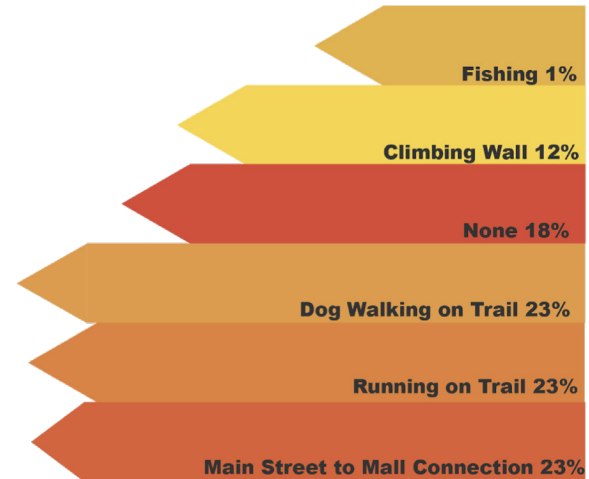 Fishing 1%
Climbing Wall 12%
None 18%
Dog Walking on Trail 23%
Running on Trail 23%
Main Street to Mall Connection 23%